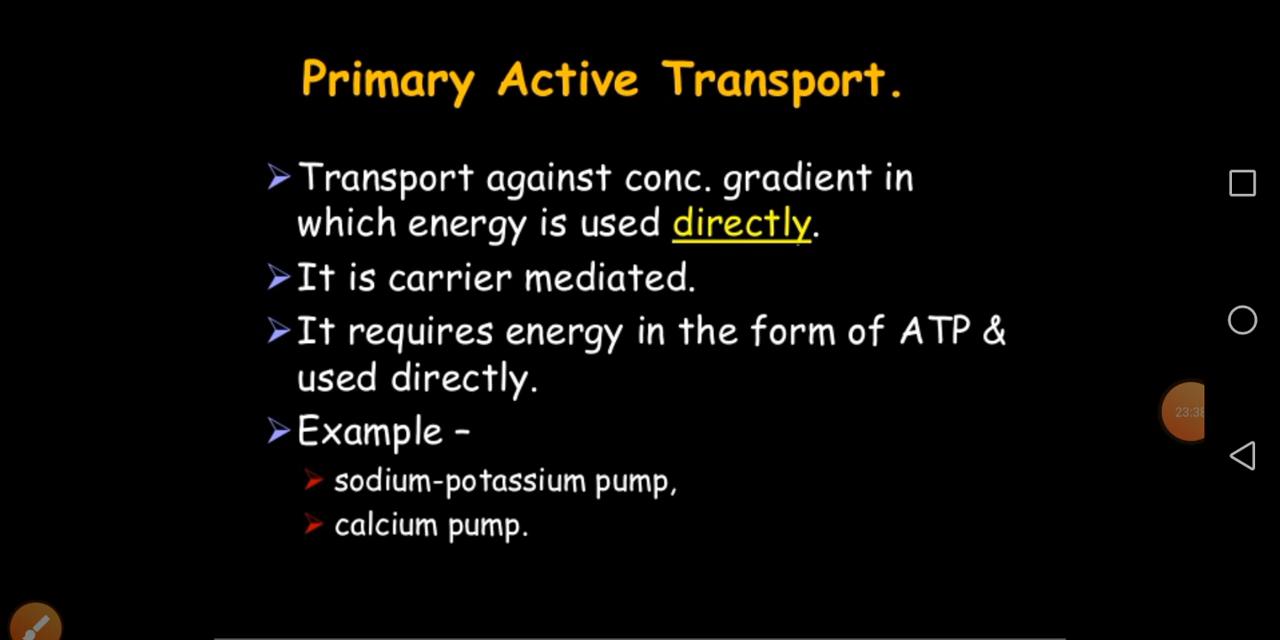 Primary Active Transport.
Transport against conc. gradient in
which energy is used directly.
It is carrier mediated.
It requires energy in the form of ATP &
used directly.
Example –
sodium-potassium pump,
calcium pump.